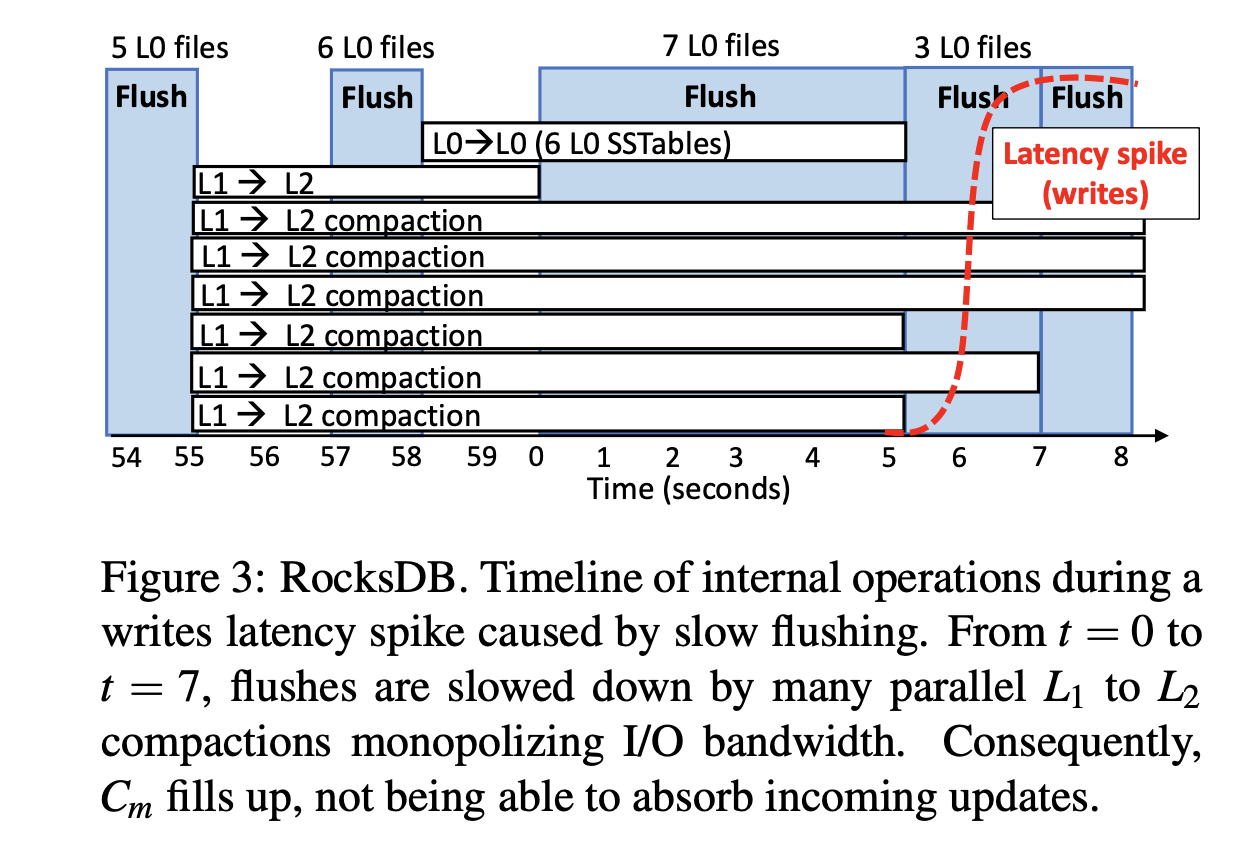 5 L0 files 6 L0 files 7 L0 files 3 L0 files
Flush Flush Flush Flush Flush
L0→L0 (6 L0 SSTables)
Latency spike
(writes)
L1 → L2
L1 → L2 compaction
L1 → L2 compaction
L1 → L2 compaction
L1 → L2 compaction
L1 → L2 compaction
L1 → L2 compaction
54 55 56 57 58 59 0 1 2 3 4 5 6 7 8
Time (seconds)
Figure 3: RocksDB. Timeline of internal operations during a
writes latency spike caused by slow flushing. From t = 0 to
t = 7, flushes are slowed down by many parallel L1 to L2
compactions monopolizing I/O bandwidth. Consequently,
Cm fills up, not being able to absorb incoming updates.